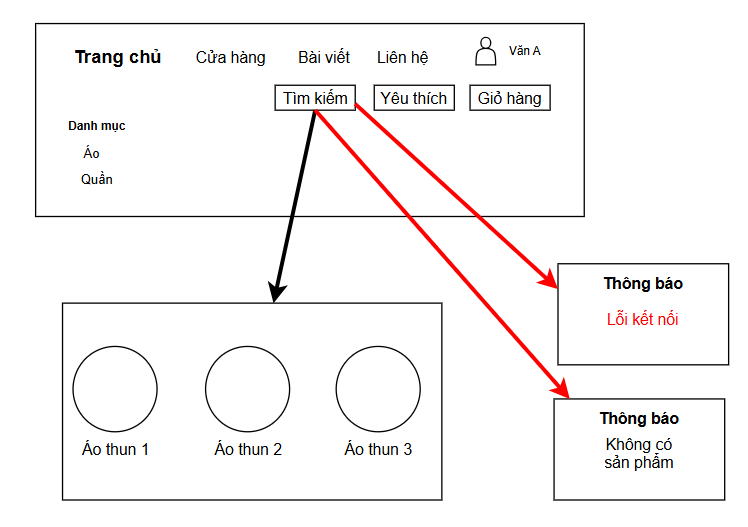 Trang chủ
Cửa hàng
Bài viết
Liên hệ
Văn A
Tìm kiếm
Yêu thích
Giỏ hàng
Danh mục
Áo
Quần
Thông báo
Lỗi kết nối
Thông báo
Không có
sản phẩm
Áo thun 1
Áo thun 2
Áo thun 3